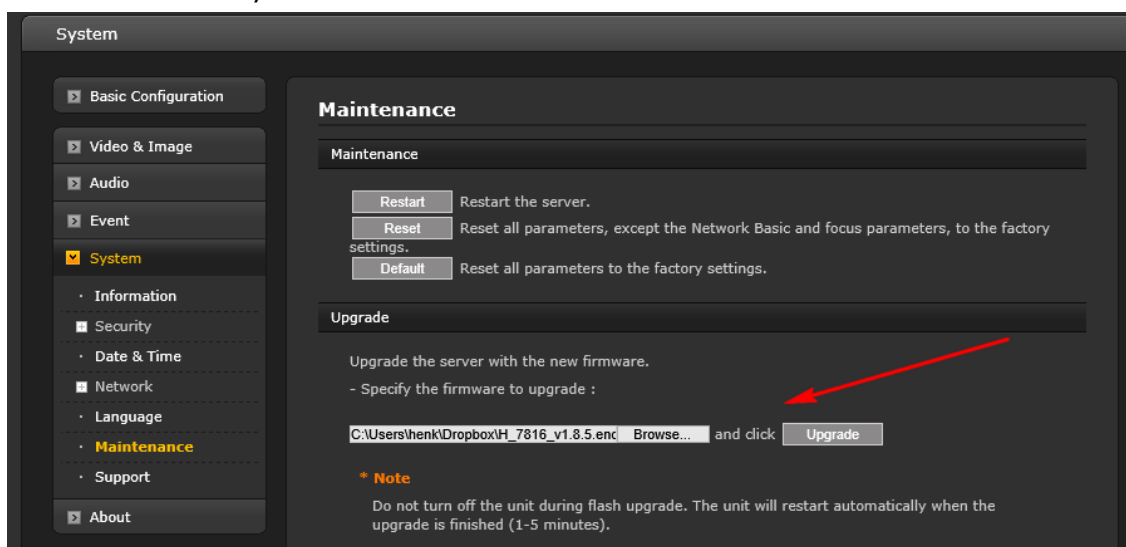 System
Basic Configuration
Video & Image
Audio
Event
System
· Information
Security
· Date & Time
Network
· Language
· Maintenance
· Support
About
Maintenance
Maintenance
Restart Restart the server.
Reset Reset all parameters, except the Network Basic and focus parameters, to the factory
settings.
Default Reset all parameters to the factory settings.
Upgrade
Upgrade the server with the new firmware.
- Specify the firmware to upgrade :
C:\Users\henk\Dropbox\H_7816_v1.8.5.enc Browse... and click Upgrade
* Note
Do not turn off the unit during flash upgrade. The unit will restart automatically when the
upgrade is finished (1-5 minutes).